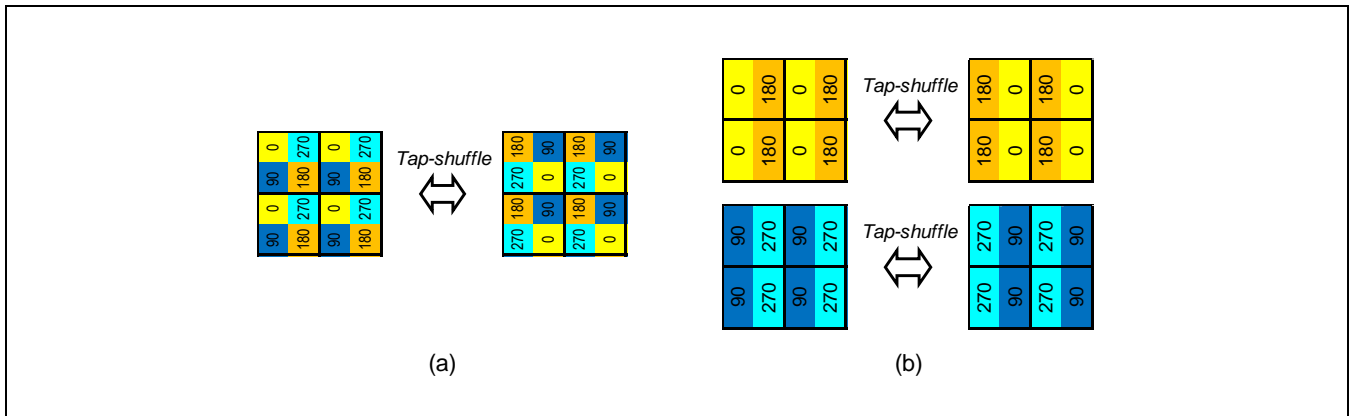 0 270 0 270
90 180 90 180
0 270 0 270
90 180 90 180
Tap-shuffle
180 90 180 90
270 0 270 0
180 90 180 90
270 0 270 0
(a)
0 180 0 180
0 180 0 180
Tap-shuffle
180 0 180 0
180 0 180 0
90 270 90 270
90 270 90 270
Tap-shuffle
270 90 270 90
270 90 270 90
(b)